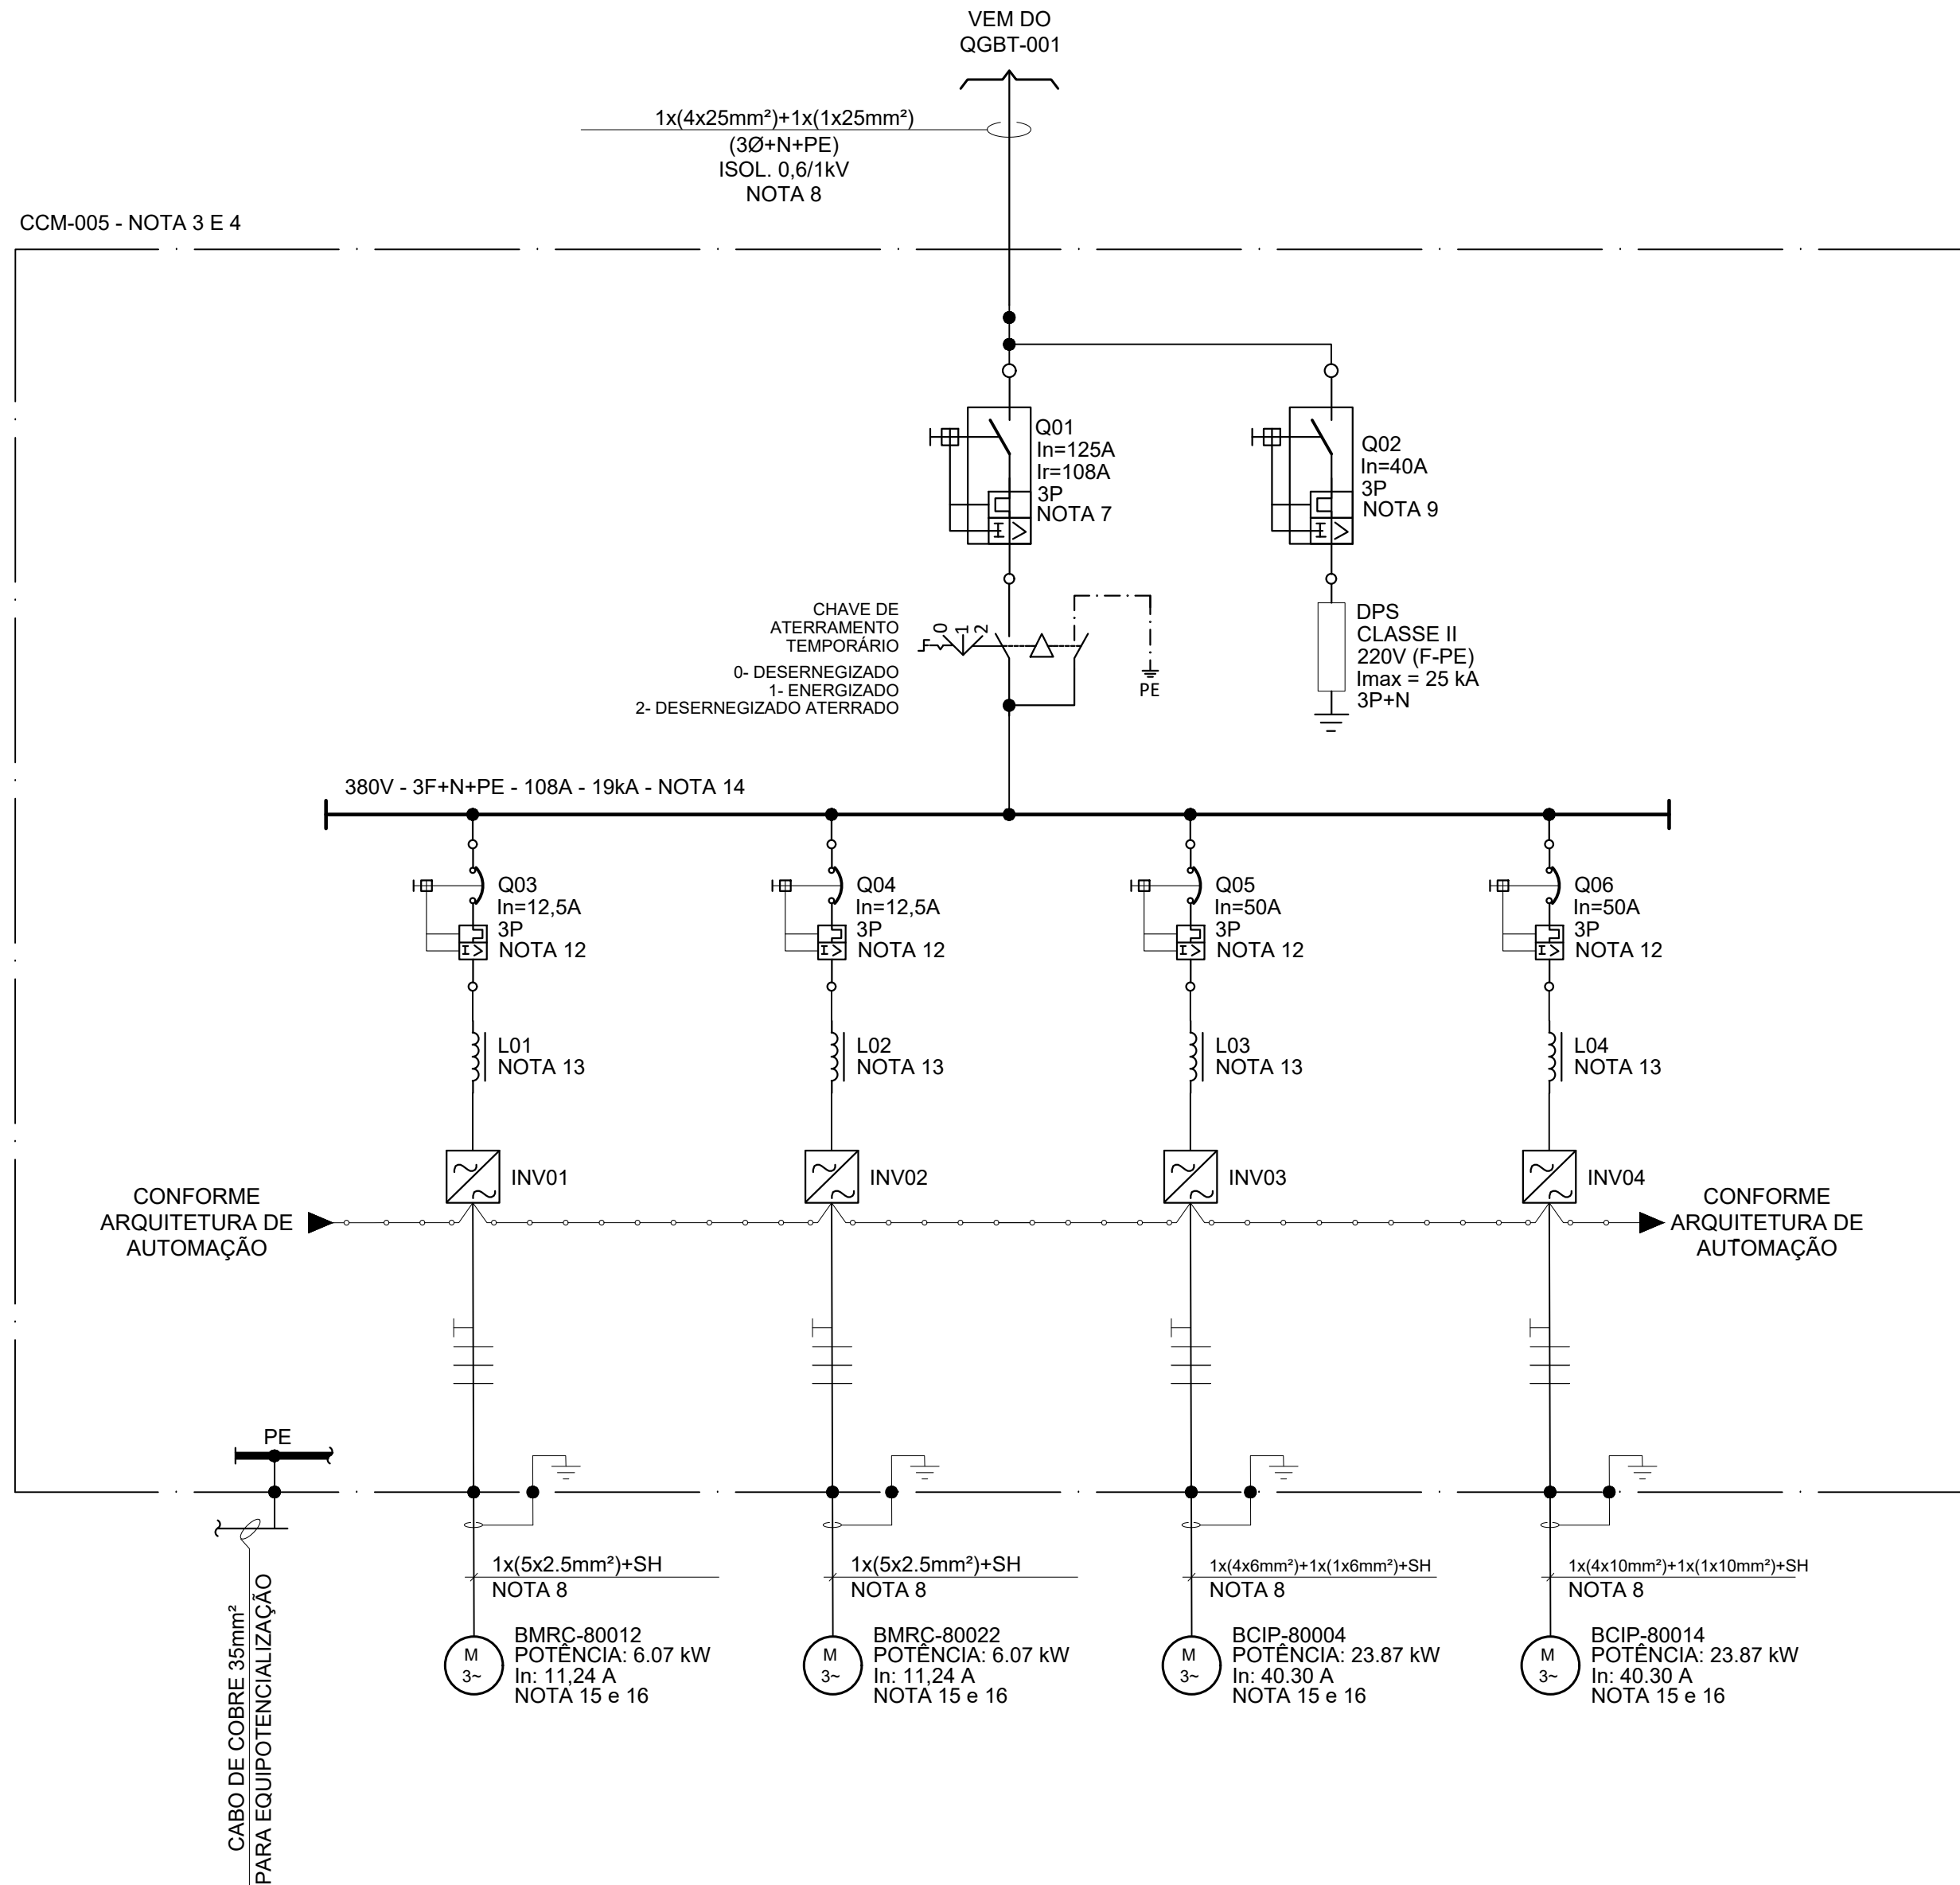 VEM DO
QGBT-001
1x(4x25mm²)+1x(1x25mm²)
(3Ø+N+PE)
ISOL. 0,6/1kV
NOTA 8
CCM-005 - NOTA 3 E 4
Q01
In=125A
Ir=108A
3P
NOTA 7
Q02
In=40A
3P
NOTA 9
CHAVE DE
ATERRAMENTO
TEMPORÁRIO
0 1 2
0- DESERNEGIZADO
1- ENERGIZADO
2- DESERNEGIZADO ATERRADO
PE
DPS
CLASSE II
220V (F-PE)
Imax = 25 kA
3P+N
380V - 3F+N+PE - 108A - 19kA - NOTA 14
Q03
In=12,5A
3P
NOTA 12
Q04
In=12,5A
3P
NOTA 12
Q05
In=50A
3P
NOTA 12
Q06
In=50A
3P
NOTA 12
L01
NOTA 13
L02
NOTA 13
L03
NOTA 13
L04
NOTA 13
INV01
INV02
INV03
INV04
CONFORME
ARQUITETURA DE
AUTOMAÇÃO
CONFORME
ARQUITETURA DE
AUTOMAÇÃO
PE
CABO DE COBRE 35mm²
PARA EQUIPOTENCIALIZAÇÃO
1x(5x2.5mm²)+SH
NOTA 8
1x(5x2.5mm²)+SH
NOTA 8
1x(4x6mm²)+1x(1x6mm²)+SH
NOTA 8
1x(4x10mm²)+1x(1x10mm²)+SH
NOTA 8
M
3~
BMRC-80012
POTÊNCIA: 6.07 kW
In: 11,24 A
NOTA 15 e 16
M
3~
BMRC-80022
POTÊNCIA: 6.07 kW
In: 11,24 A
NOTA 15 e 16
M
3~
BCIP-80004
POTÊNCIA: 23.87 kW
In: 40.30 A
NOTA 15 e 16
M
3~
BCIP-80014
POTÊNCIA: 23.87 kW
In: 40.30 A
NOTA 15 e 16